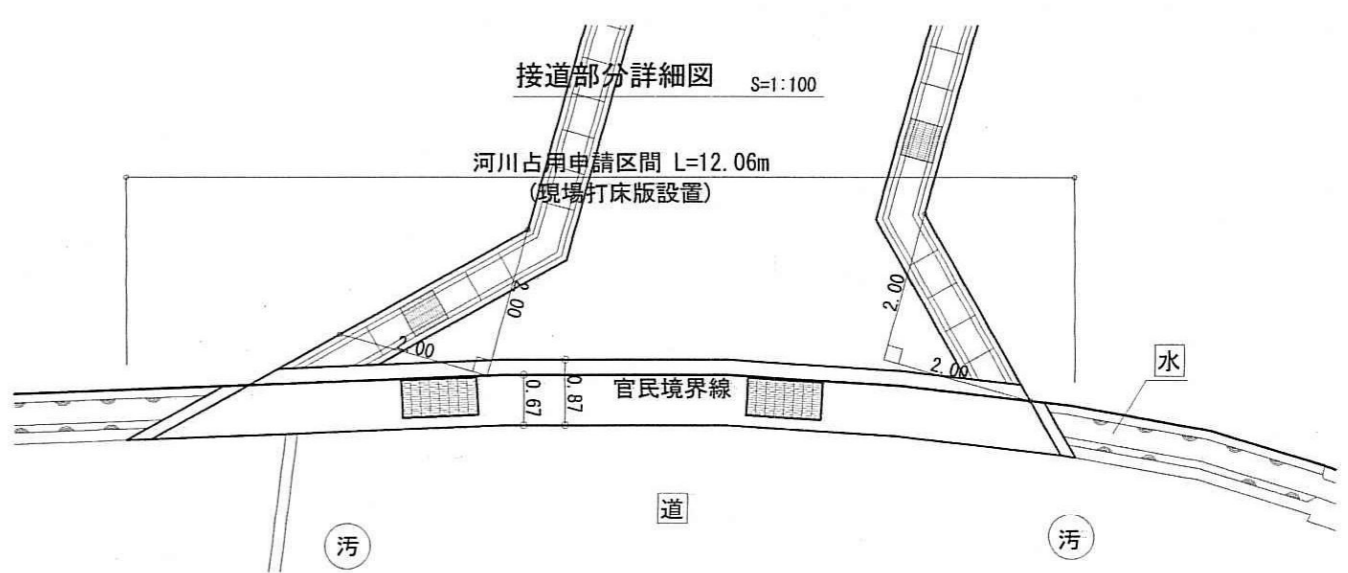 接道部分詳細図 S=1:100
河川占用申請区間 L=12.06m
(現場打床版設置)
2.00
2.00
2.00
2.00
0.67
0.87
官民境界線
水
道
汚
汚